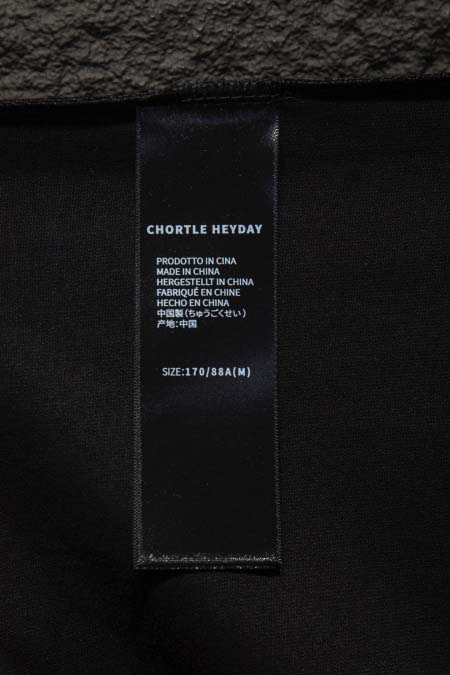 CHORTLE HEYDAY
PRODOTTO IN CINA
MADE IN CHINA
HERGESTELLT IN CHINA
FABRIQUÉ EN CHINE
HECHO EN CHINA
中国製(ちゅうごくせい)
产地:中国
SIZE:170/88A(M)